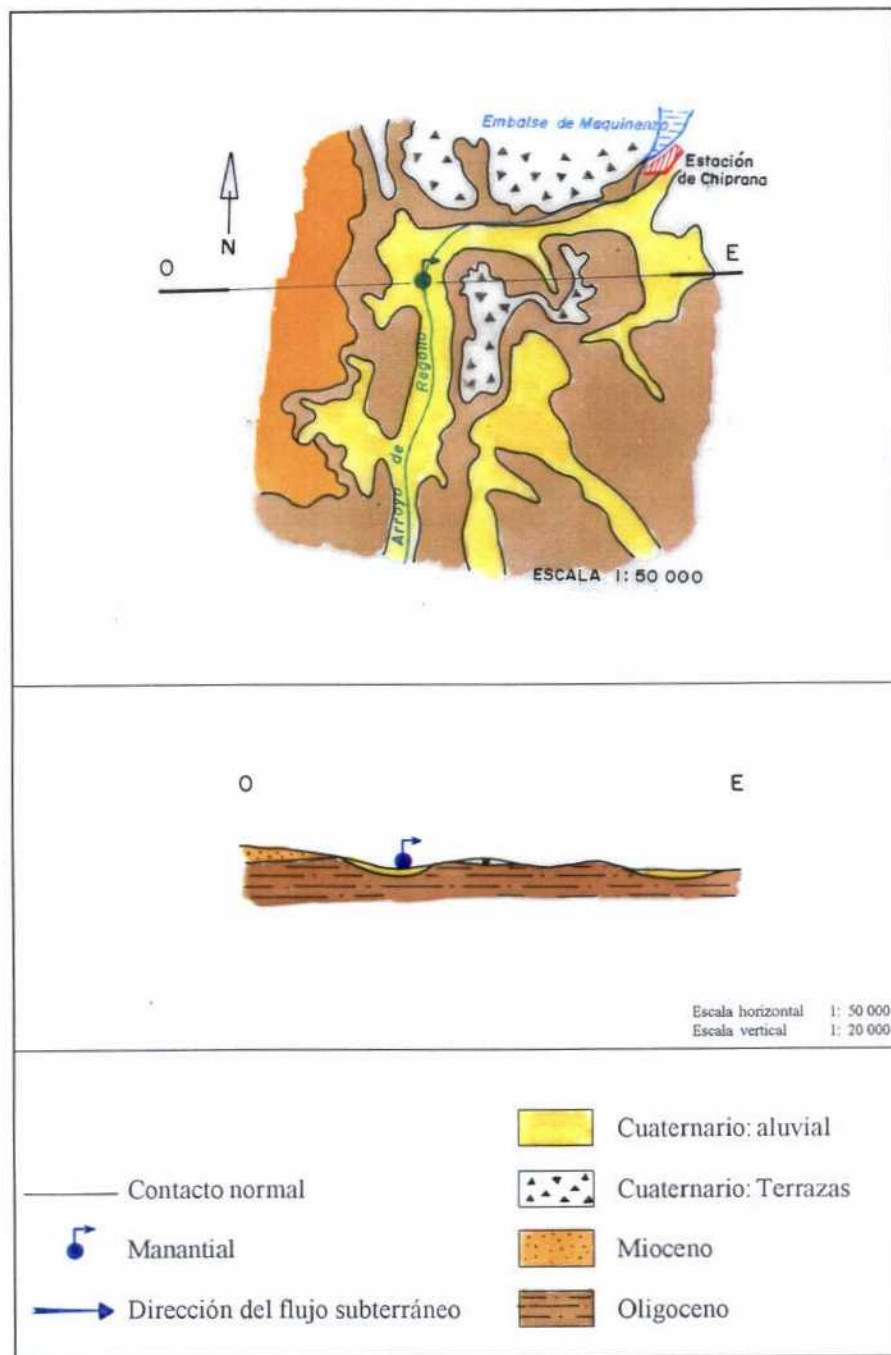 Embalse de Mequinenza
Estación
de Chiprana
N
O
E
Arroyo de Regallo
ESCALA 1: 50 000
O
E
Escala horizontal 1: 50 000
Escala vertical 1: 20 000
Contacto normal
Manantial
Dirección del flujo subterráneo
Cuaternario: aluvial
Cuaternario: Terrazas
Mioceno
Oligoceno